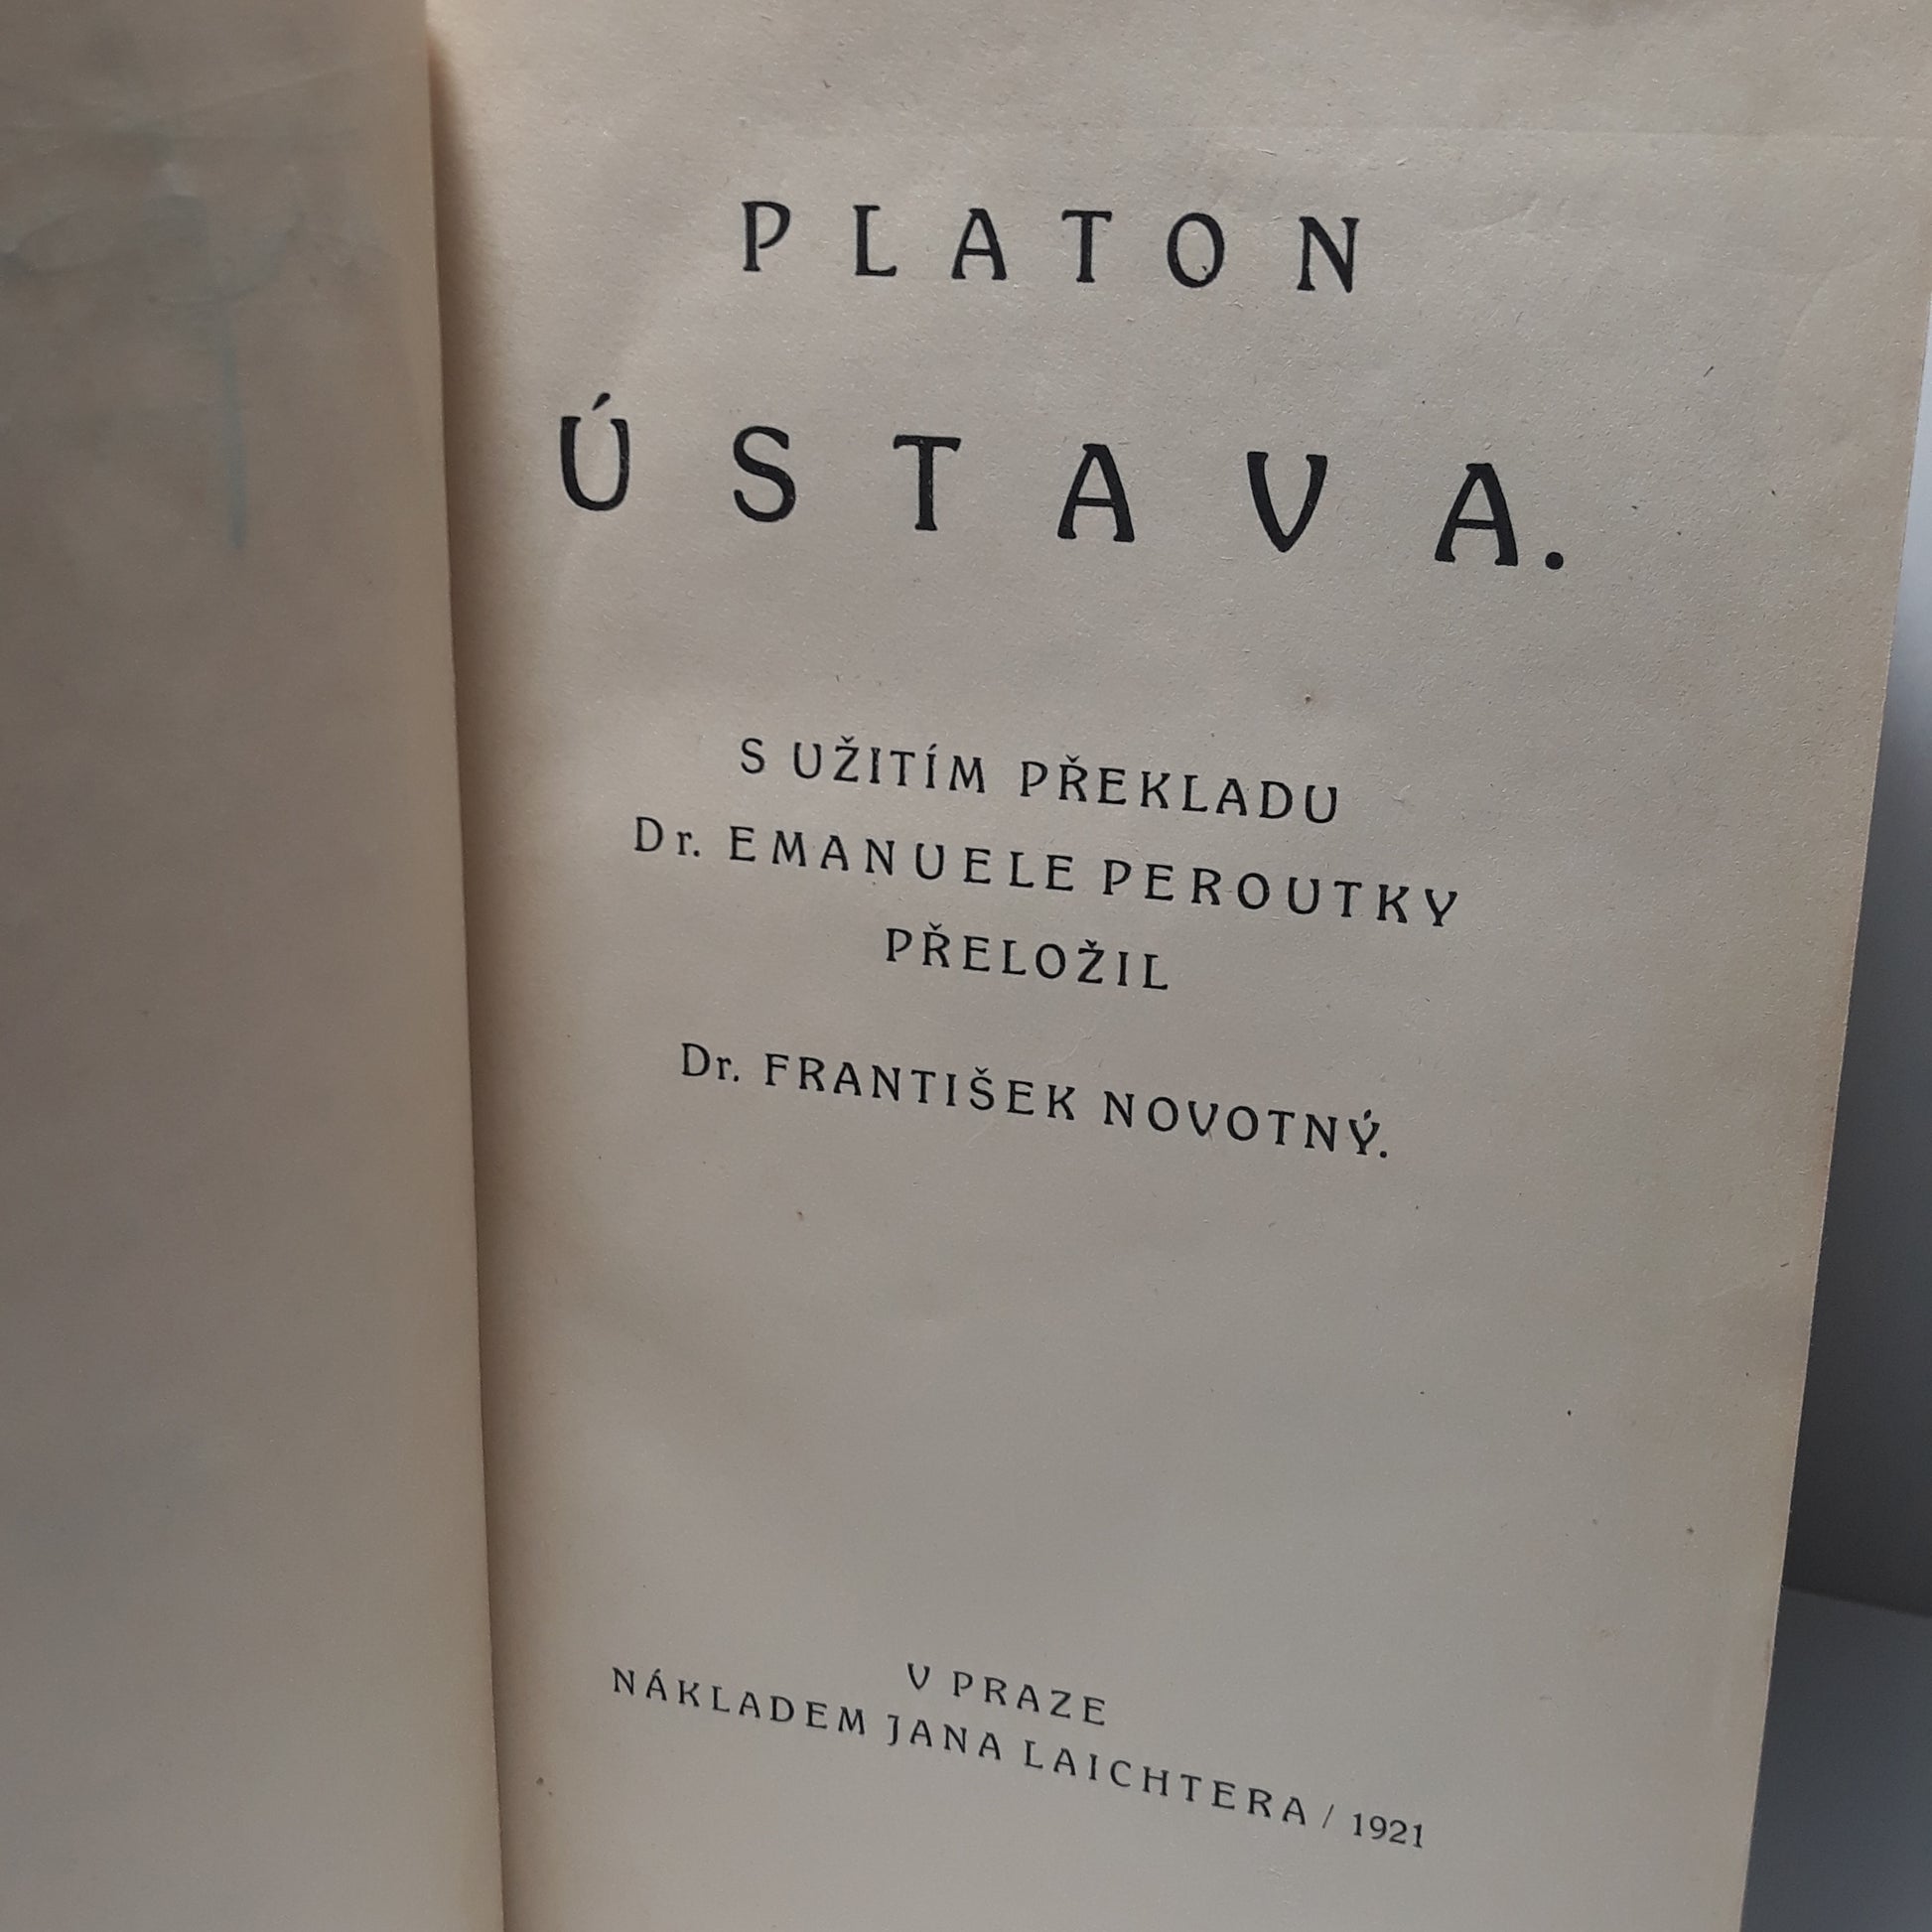 PLATON
ÚSTAVA.
S UŽITÍM PŘEKLADU
Dr. EMANUELE PEROUTKY
PŘELOŽIL
Dr. FRANTIŠEK NOVOTNÝ.
V PRAZE
NÁKLADEM JANA LAICHTERA / 1921